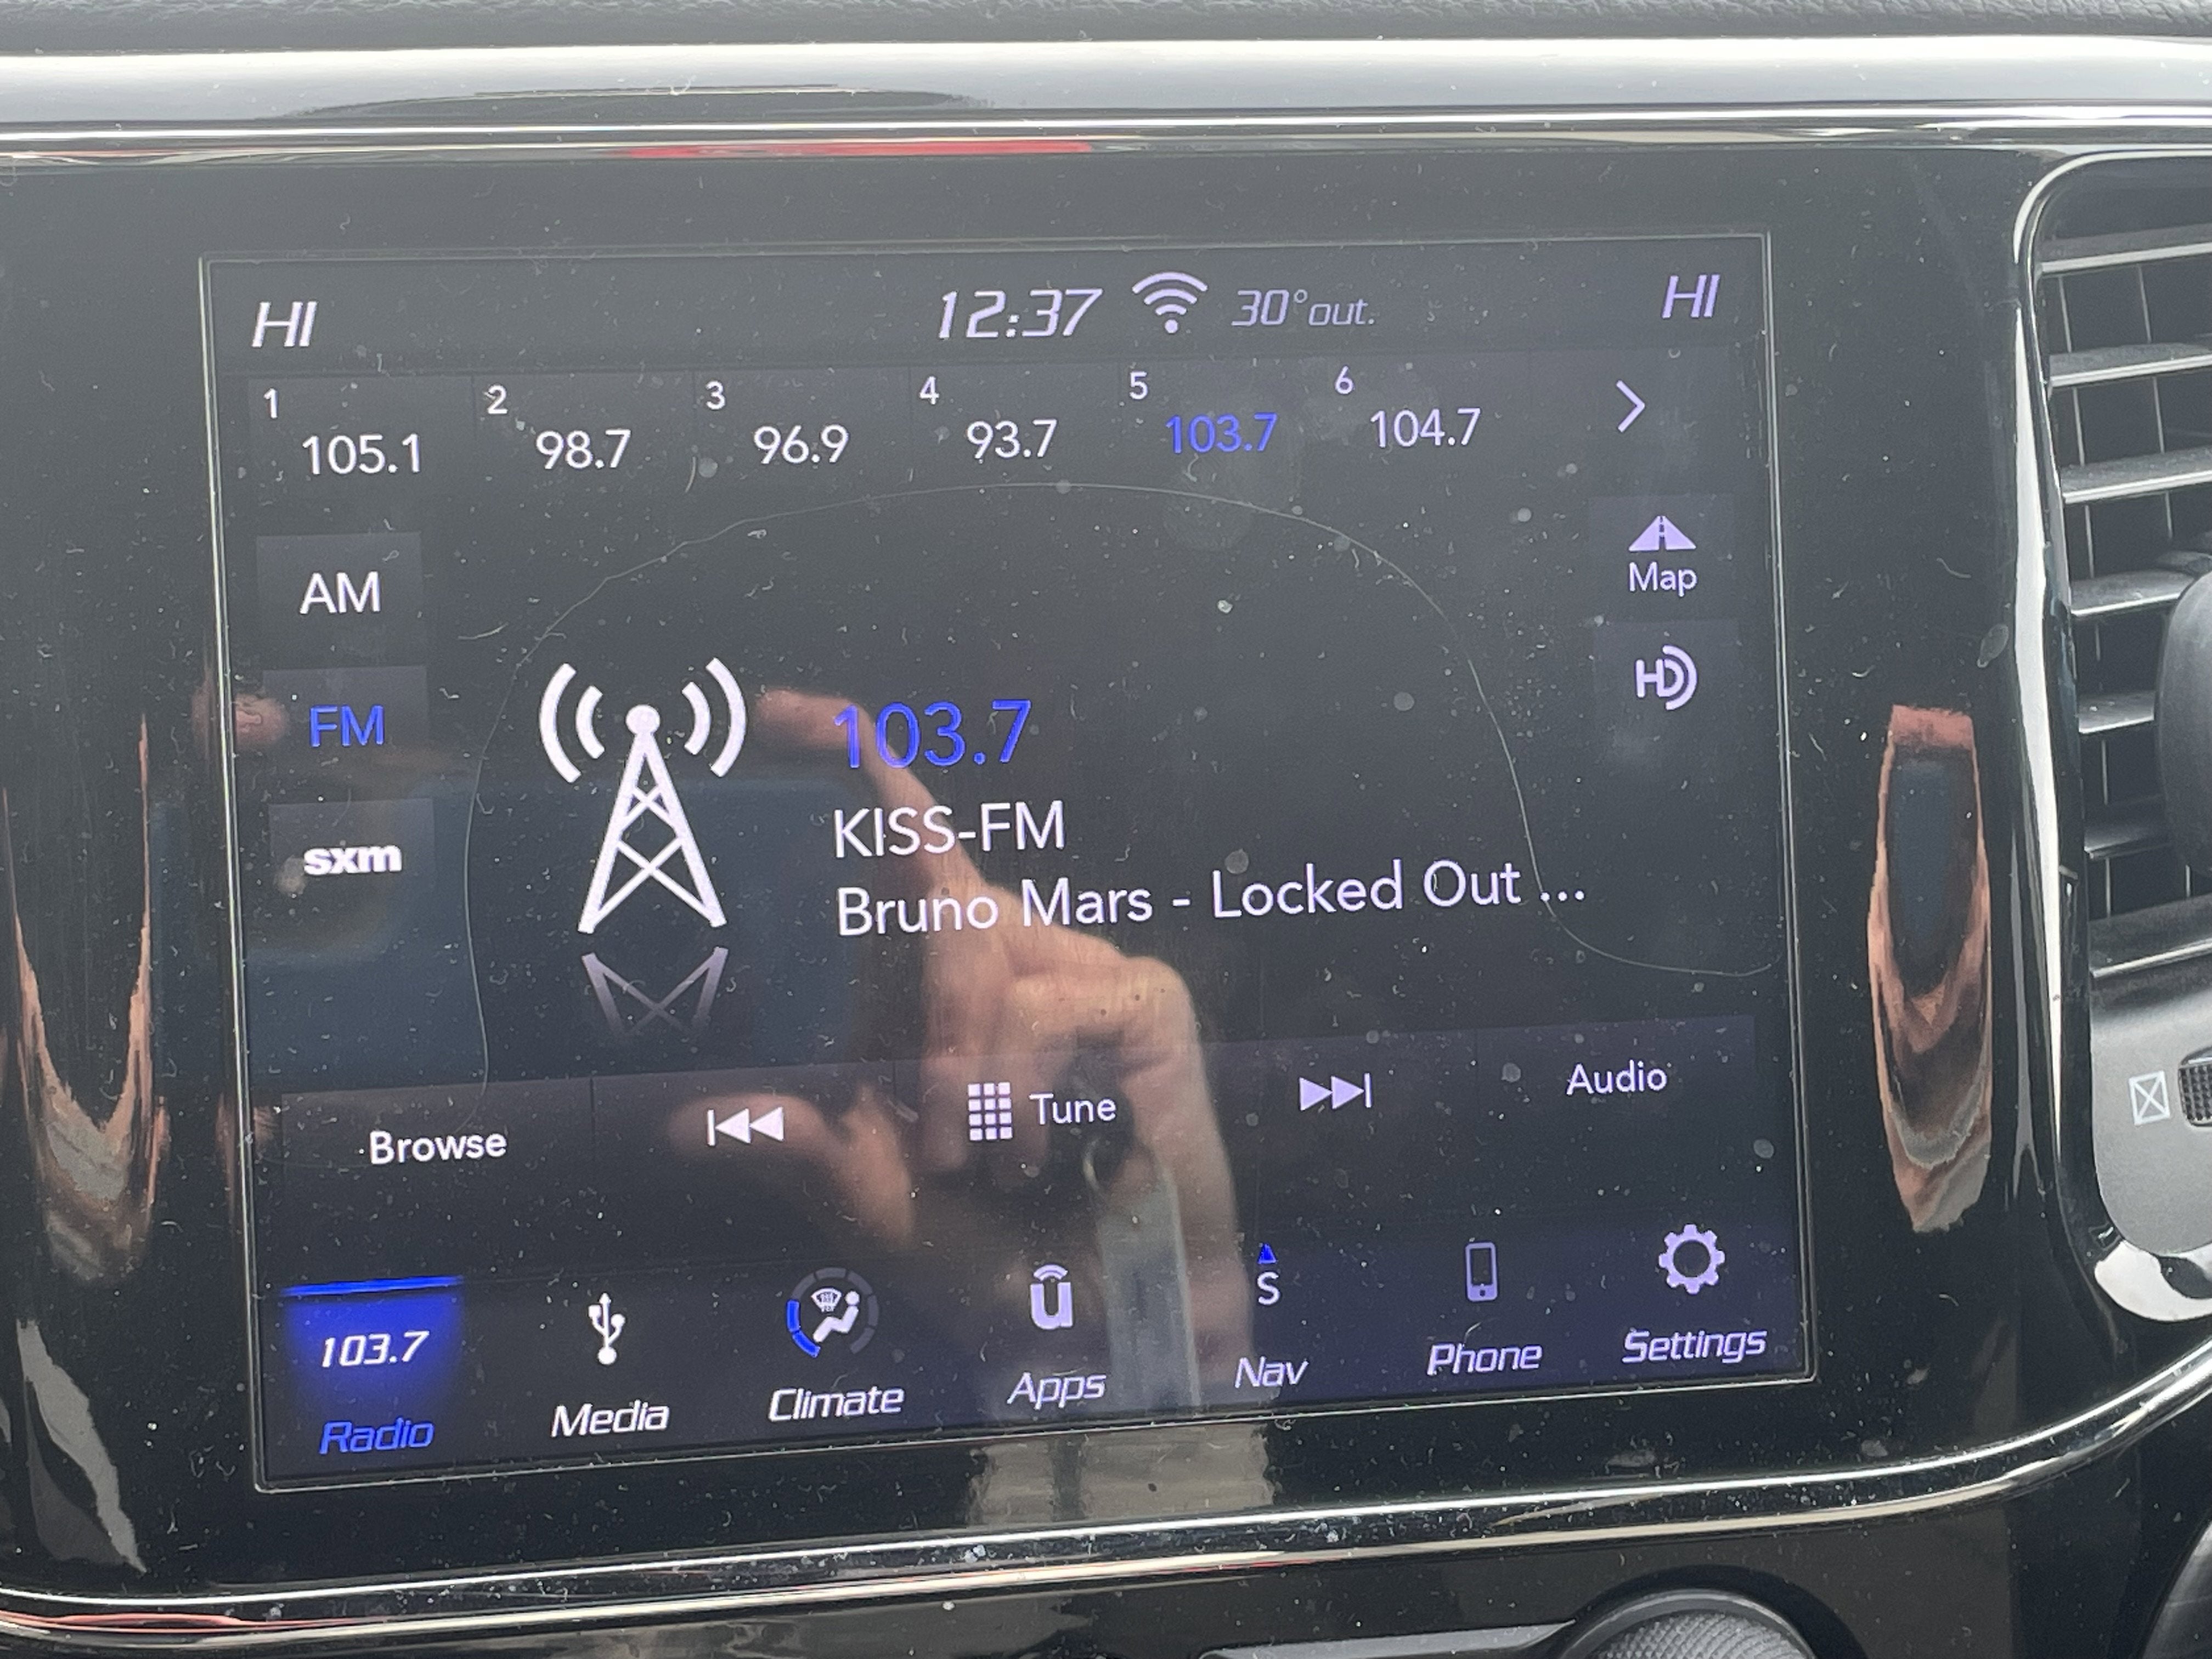 HI 12:37 30° out. HI
1 2 3 4 5 6
105.1 98.7 96.9 93.7 103.7 104.7
AM
Map
FM
HD
103.7
KISS-FM
sxm
Bruno Mars - Locked Out ...
Browse Tune Audio
103.7 u S
Radio Media Climate Apps Nav Phone Settings